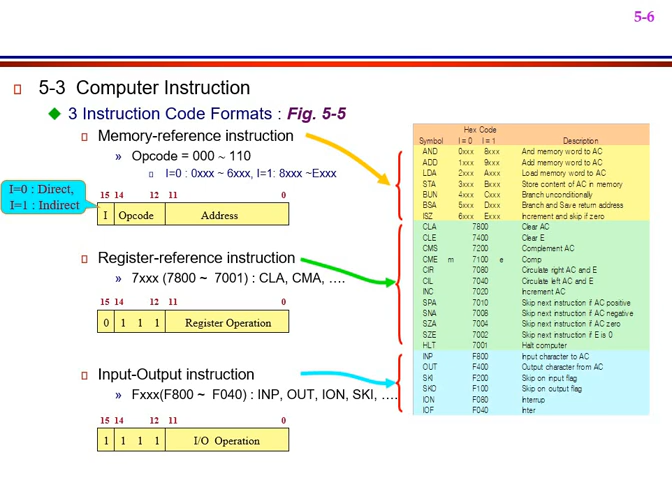 5-6
5-3 Computer Instruction
3 Instruction Code Formats : Fig. 5-5
Memory-reference instruction
» Opcode = 000 ~ 110
I=0 : 0xxx ~ 6xxx, I=1: 8xxx ~Exxx
I=0 : Direct,
I=1 : Indirect
15 14 12 11 0
I Opcode Address
Register-reference instruction
» 7xxx (7800 ~ 7001) : CLA, CMA, ….
15 14 12 11 0
0 1 1 1 Register Operation
Input-Output instruction
» Fxxx(F800 ~ F040) : INP, OUT, ION, SKI, ….
15 14 12 11 0
1 1 1 1 I/O Operation
Hex Code
Symbol I = 0 I = 1 Description
AND 0xxx 8xxx And memory word to AC
ADD 1xxx 9xxx Add memory word to AC
LDA 2xxx Axxx Load memory word to AC
STA 3xxx Bxxx Store content of AC in memory
BUN 4xxx Cxxx Branch unconditionally
BSA 5xxx Dxxx Branch and Save return address
ISZ 6xxx Exxx Increment and skip if zero
CLA 7800 Clear AC
CLE 7400 Clear E
CMS 7200 Complement AC
CME m 7100 e Comp
CIR 7080 Circulate right AC and E
CIL 7040 Circulate left AC and E
INC 7020 Increment AC
SPA 7010 Skip next instruction if AC positive
SNA 7008 Skip next instruction if AC negative
SZA 7004 Skip next instruction if AC zero
SZE 7002 Skip next instruction if E is 0
HLT 7001 Halt computer
INP F800 Input character to AC
OUT F400 Output character from AC
SKI F200 Skip on input flag
SKO F100 Skip on output flag
ION F080 Interrup
IOF F040 Inter